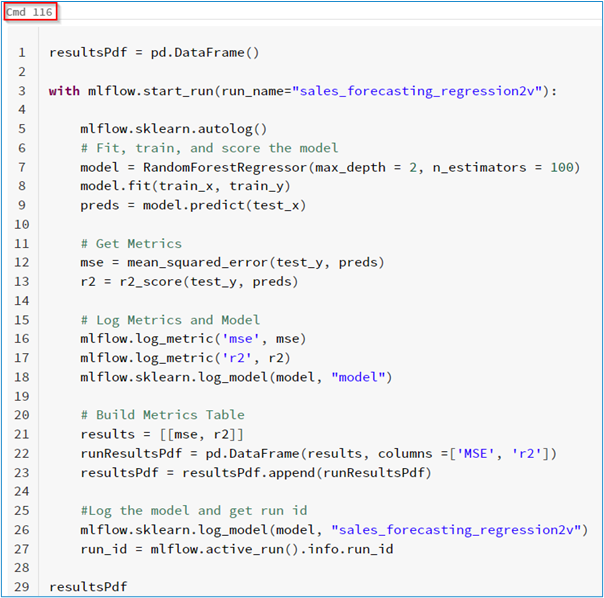 Cmd 116
1 resultsPdf = pd.DataFrame()
2
3 with mlflow.start_run(run_name="sales_forecasting_regression2v"):
4
5     mlflow.sklearn.autolog()
6     # Fit, train, and score the model
7     model = RandomForestRegressor(max_depth = 2, n_estimators = 100)
8     model.fit(train_x, train_y)
9     preds = model.predict(test_x)
10
11     # Get Metrics
12     mse = mean_squared_error(test_y, preds)
13     r2 = r2_score(test_y, preds)
14
15     # Log Metrics and Model
16     mlflow.log_metric('mse', mse)
17     mlflow.log_metric('r2', r2)
18     mlflow.sklearn.log_model(model, "model")
19
20     # Build Metrics Table
21     results = [[mse, r2]]
22     runResultsPdf = pd.DataFrame(results, columns =['MSE', 'r2'])
23     resultsPdf = resultsPdf.append(runResultsPdf)
24
25     #Log the model and get run id
26     mlflow.sklearn.log_model(model, "sales_forecasting_regression2v")
27     run_id = mlflow.active_run().info.run_id
28
29 resultsPdf